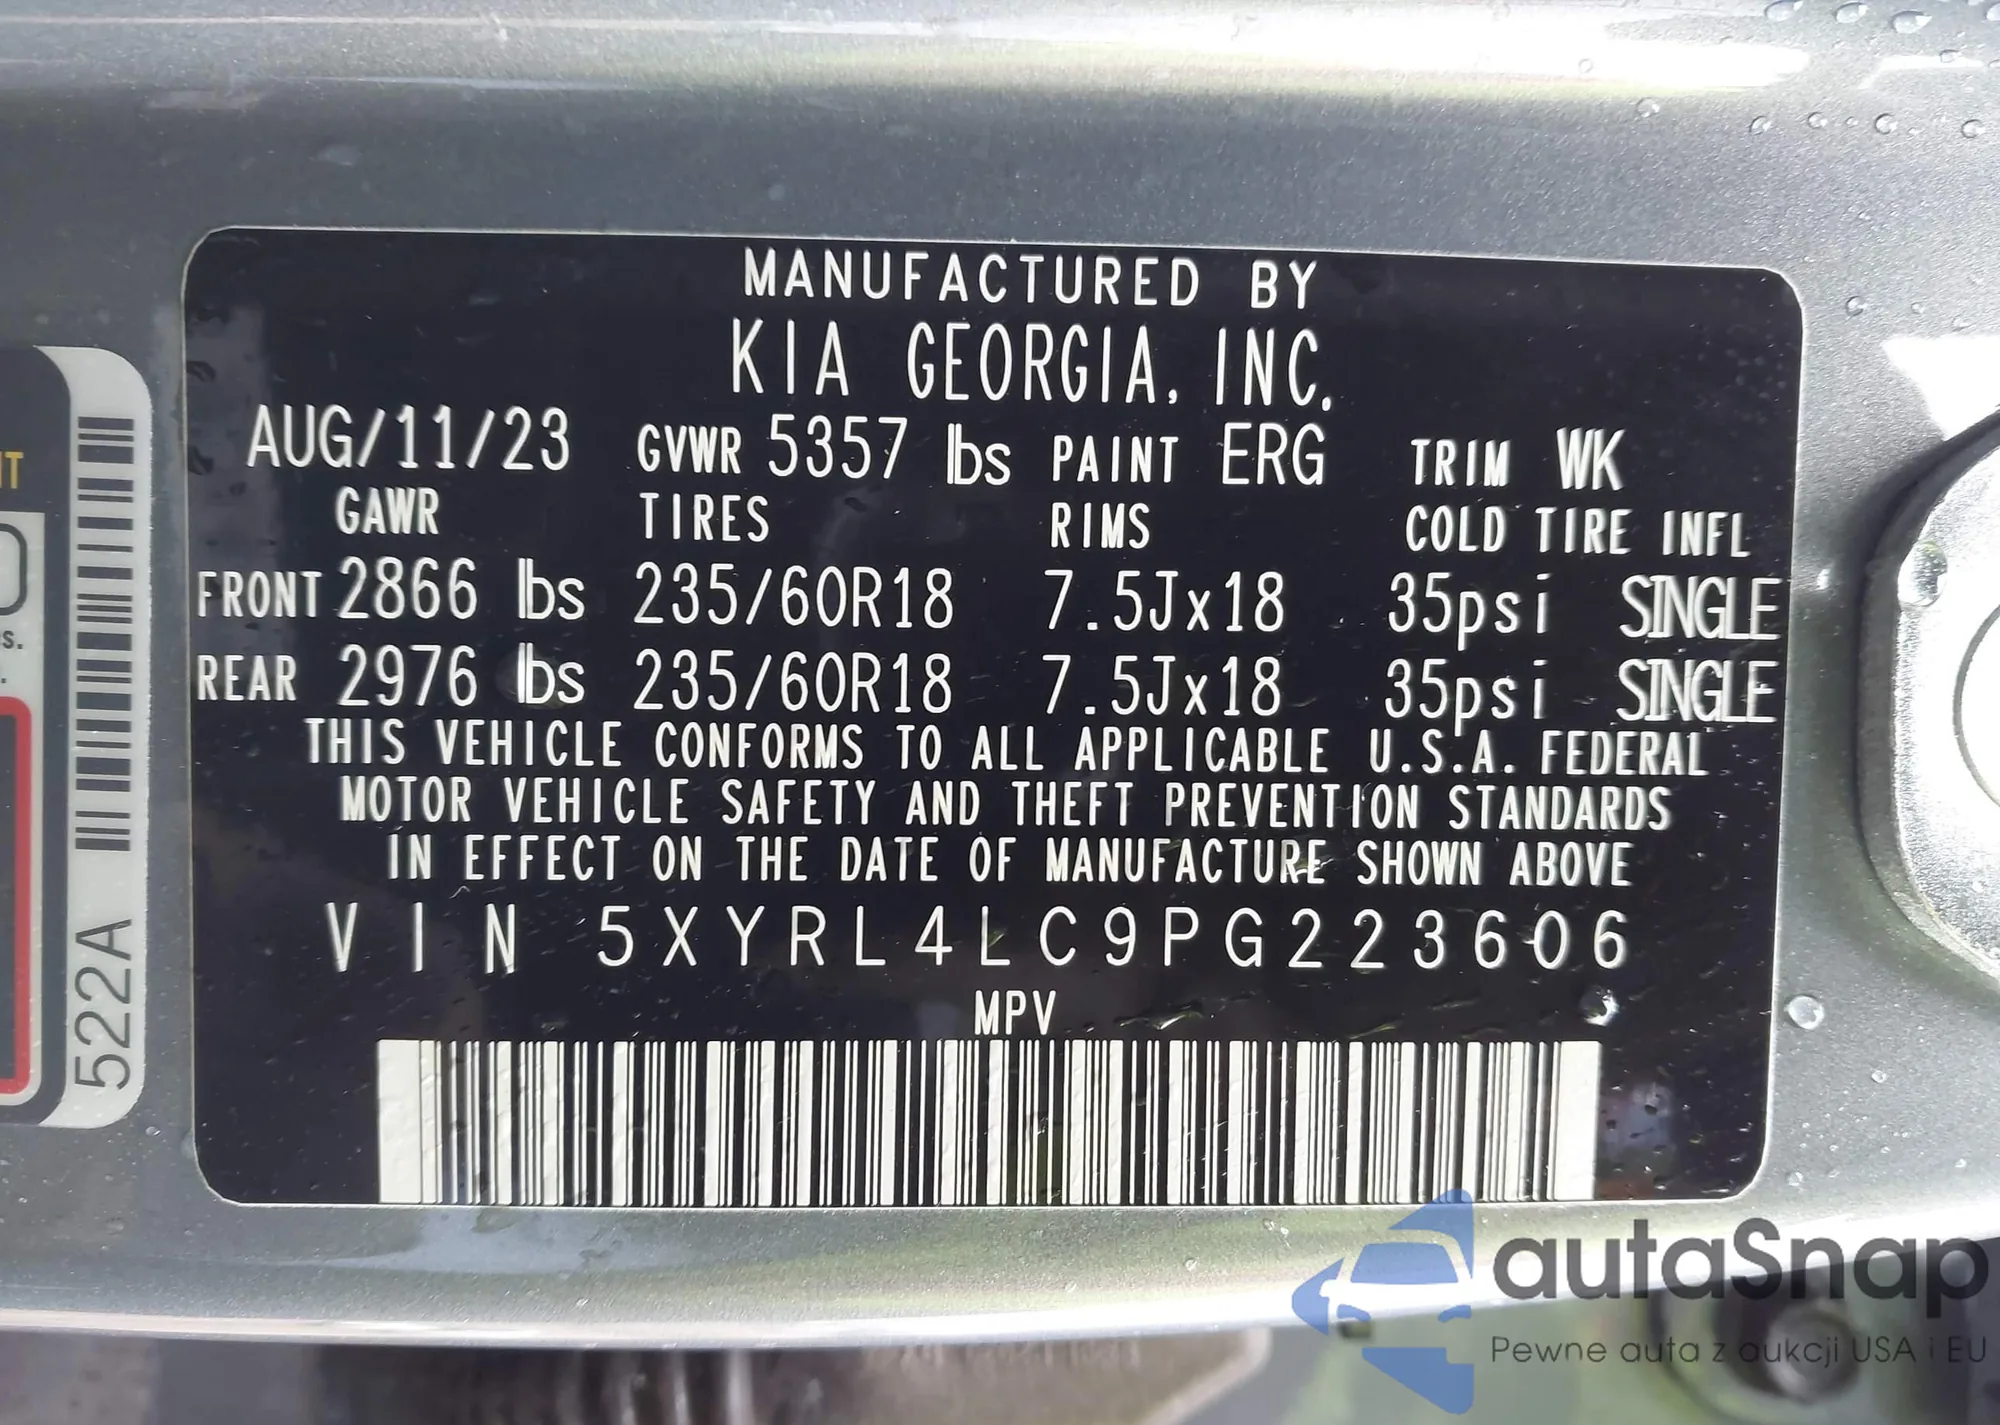 MANUFACTURED BY
KIA GEORGIA, INC.
AUG/11/23 GVWR 5357 lbs PAINT ERG TRIM WK
GAWR TIRES RIMS COLD TIRE INFL
FRONT 2866 lbs 235/60R18 7.5Jx18 35psi SINGLE
REAR 2976 lbs 235/60R18 7.5Jx18 35psi SINGLE
THIS VEHICLE CONFORMS TO ALL APPLICABLE U.S.A. FEDERAL
MOTOR VEHICLE SAFETY AND THEFT PREVENTION STANDARDS
IN EFFECT ON THE DATE OF MANUFACTURE SHOWN ABOVE
VIN 5XYRL4LC9PG223606
MPV
522A
autaSnap
Pewne auta z aukcji USA i EU